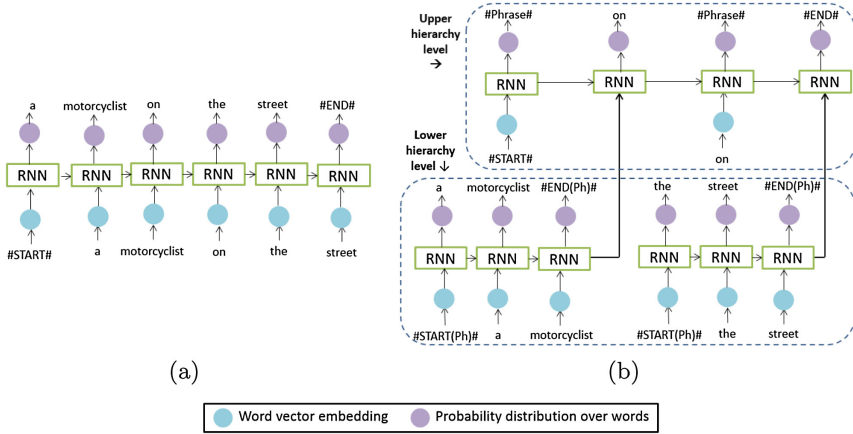 a motorcyclist on the street #END#
RNN RNN RNN RNN RNN RNN
#START# a motorcyclist on the street
(a)
Upper
hierarchy
level
→
#Phrase# on #Phrase# #END#
RNN RNN RNN RNN
#START# on
Lower
hierarchy
level ↓
a motorcyclist #END(Ph)# the street #END(Ph)#
RNN RNN RNN RNN RNN RNN
#START(Ph)# a motorcyclist #START(Ph)# the street
(b)
Word vector embedding Probability distribution over words